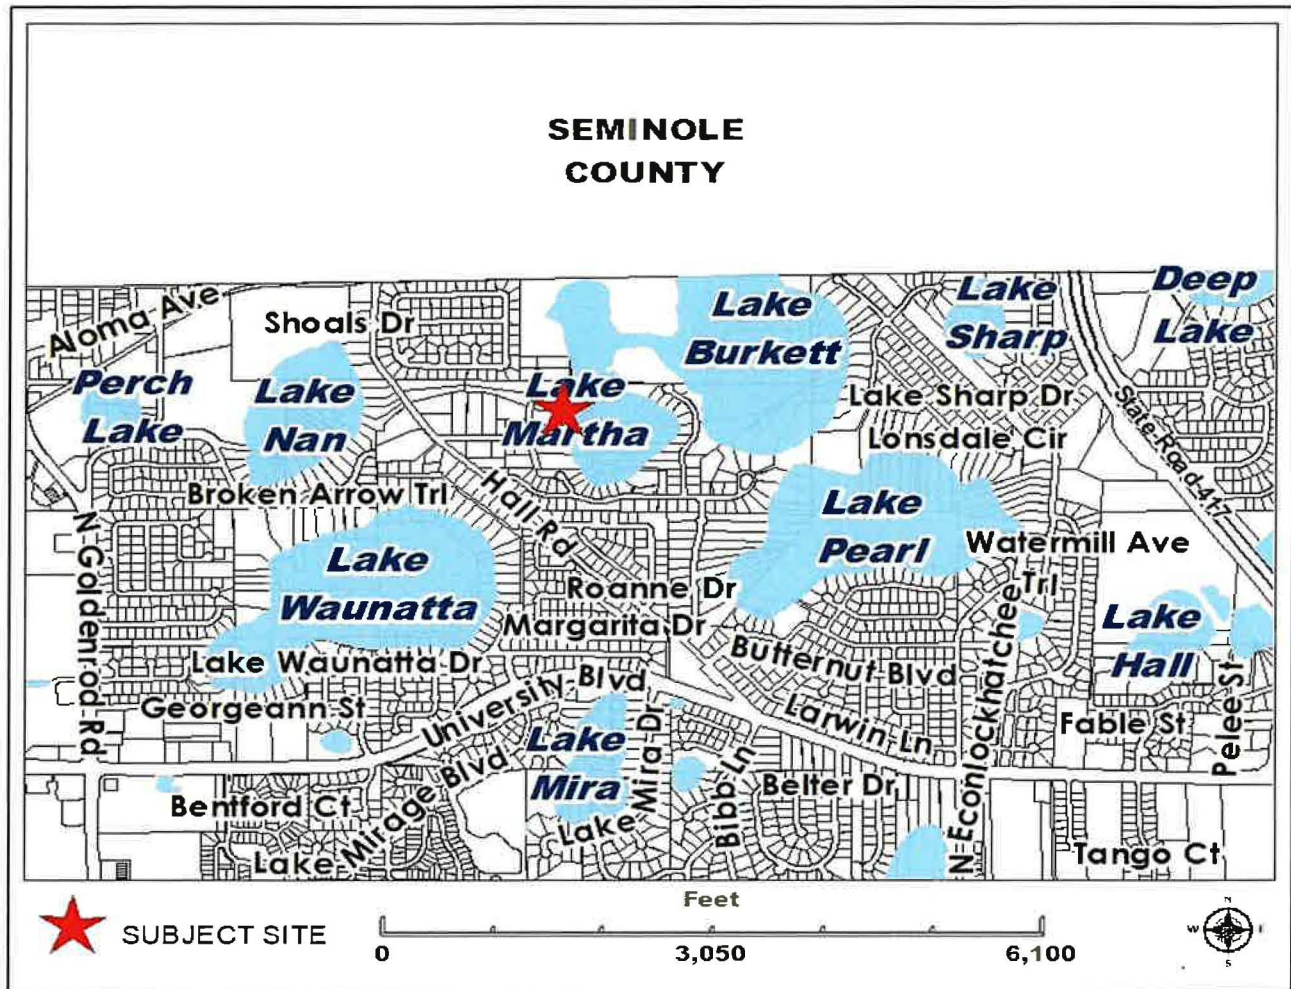 SEMINOLE
COUNTY
Aloma Ave
Shoals Dr
Lake
Burkett
Lake
Sharp
Deep
Lake
Perch
Lake
Lake
Nan
Lake
Martha
Lake Sharp Dr
Lonsdale Cir
State Road 417
Broken Arrow Trl
Hall Rd
Lake
Pearl
Watermill Ave
N Goldenrod Rd
Lake
Waunatta
Roanne Dr
Margarita Dr
N Econlockhatchee Trl
Lake
Hall
Lake Waunatta Dr
Butternut Blvd
Georgeann St
University Blvd
Larwin Ln
Fable St
Pelee St
Lake
Mira
Lake Mira Dr
Bibb Ln
Belter Dr
Bentford Ct
Lake Mirage Blvd
Tango Ct
SUBJECT SITE
Feet
0
3,050
6,100
N
W
E
S